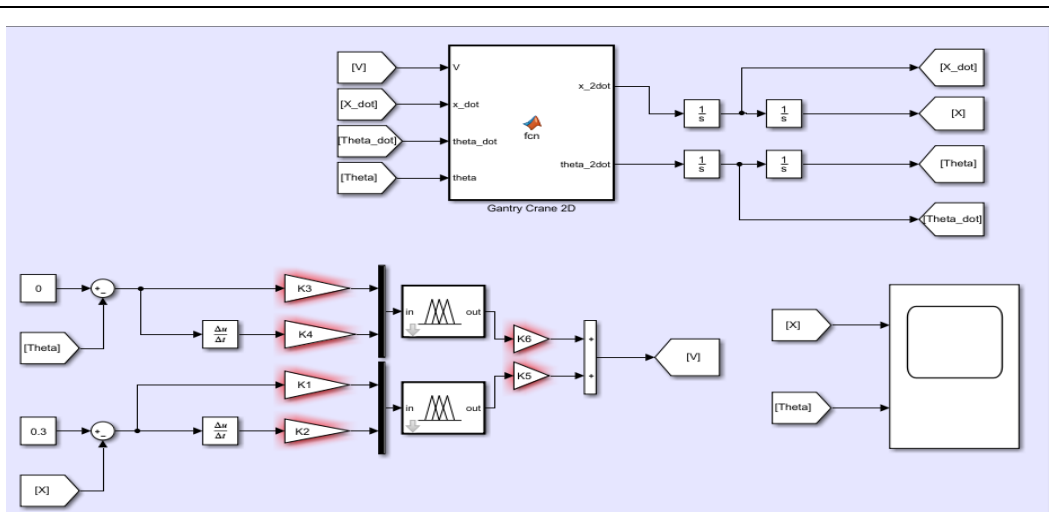 [V]
[X_dot]
[Theta_dot]
[Theta]
V
x_dot
theta_dot
theta
fcn
x_2dot
theta_2dot
Gantry Crane 2D
1
s
1
s
1
s
1
s
[X_dot]
[X]
[Theta]
[Theta_dot]
0
+
-
[Theta]
Δu
Δt
K3
K4
in
out
K6
0.3
+
-
[X]
Δu
Δt
K1
K2
in
out
K5
+
+
[V]
[X]
[Theta]